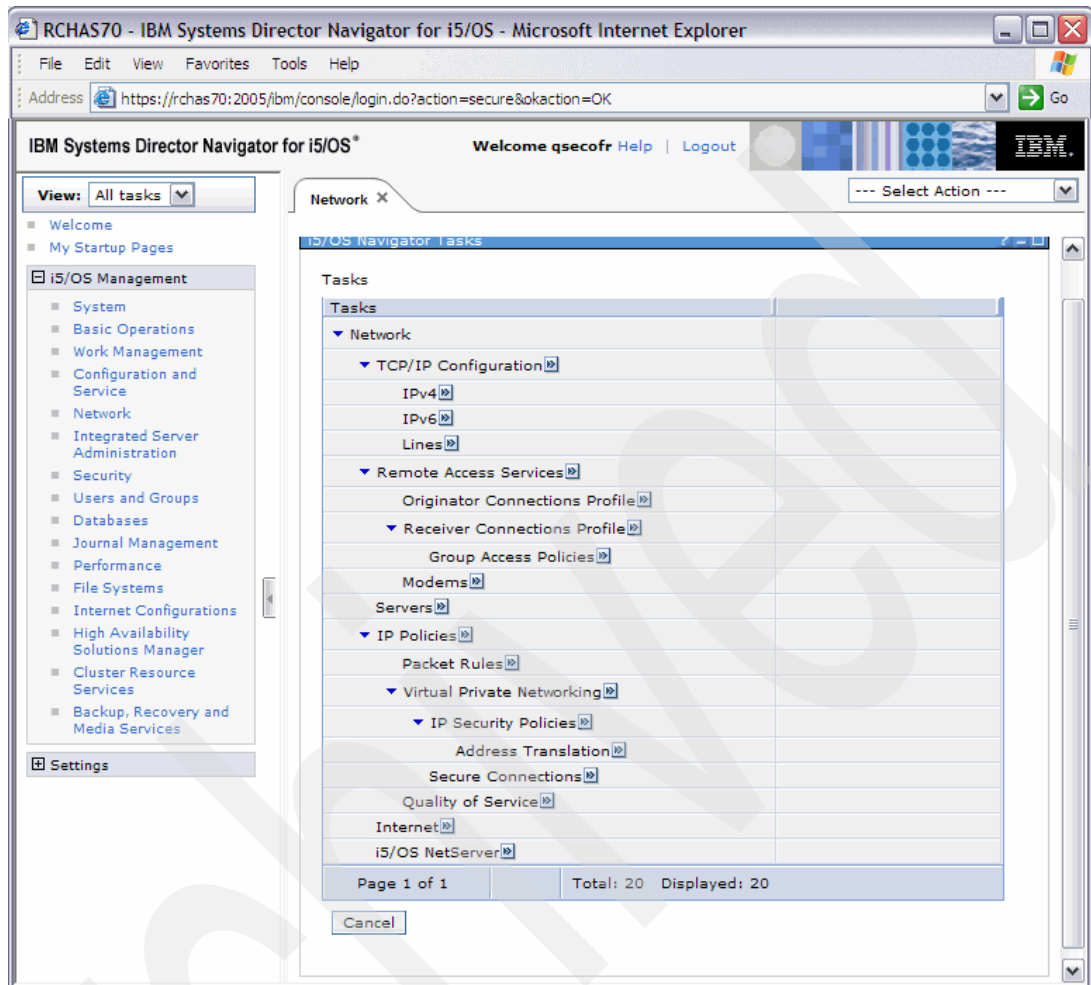 RCHAS70 - IBM Systems Director Navigator for i5/OS - Microsoft Internet Explorer
File Edit View Favorites Tools Help
Address https://rchas70:2005/ibm/console/login.do?action=secure&okaction=OK Go
IBM Systems Director Navigator for i5/OS® Welcome qsecofr Help | Logout IBM.
View: All tasks
Network
--- Select Action ---
Welcome
My Startup Pages
i5/OS Management
System
Basic Operations
Work Management
Configuration and
Service
Network
Integrated Server
Administration
Security
Users and Groups
Databases
Journal Management
Performance
File Systems
Internet Configurations
High Availability
Solutions Manager
Cluster Resource
Services
Backup, Recovery and
Media Services
Settings
i5/OS Navigator Tasks ?
Tasks
Tasks
Network
TCP/IP Configuration
IPv4
IPv6
Lines
Remote Access Services
Originator Connections Profile
Receiver Connections Profile
Group Access Policies
Modems
Servers
IP Policies
Packet Rules
Virtual Private Networking
IP Security Policies
Address Translation
Secure Connections
Quality of Service
Internet
i5/OS NetServer
Page 1 of 1 Total: 20 Displayed: 20
Cancel